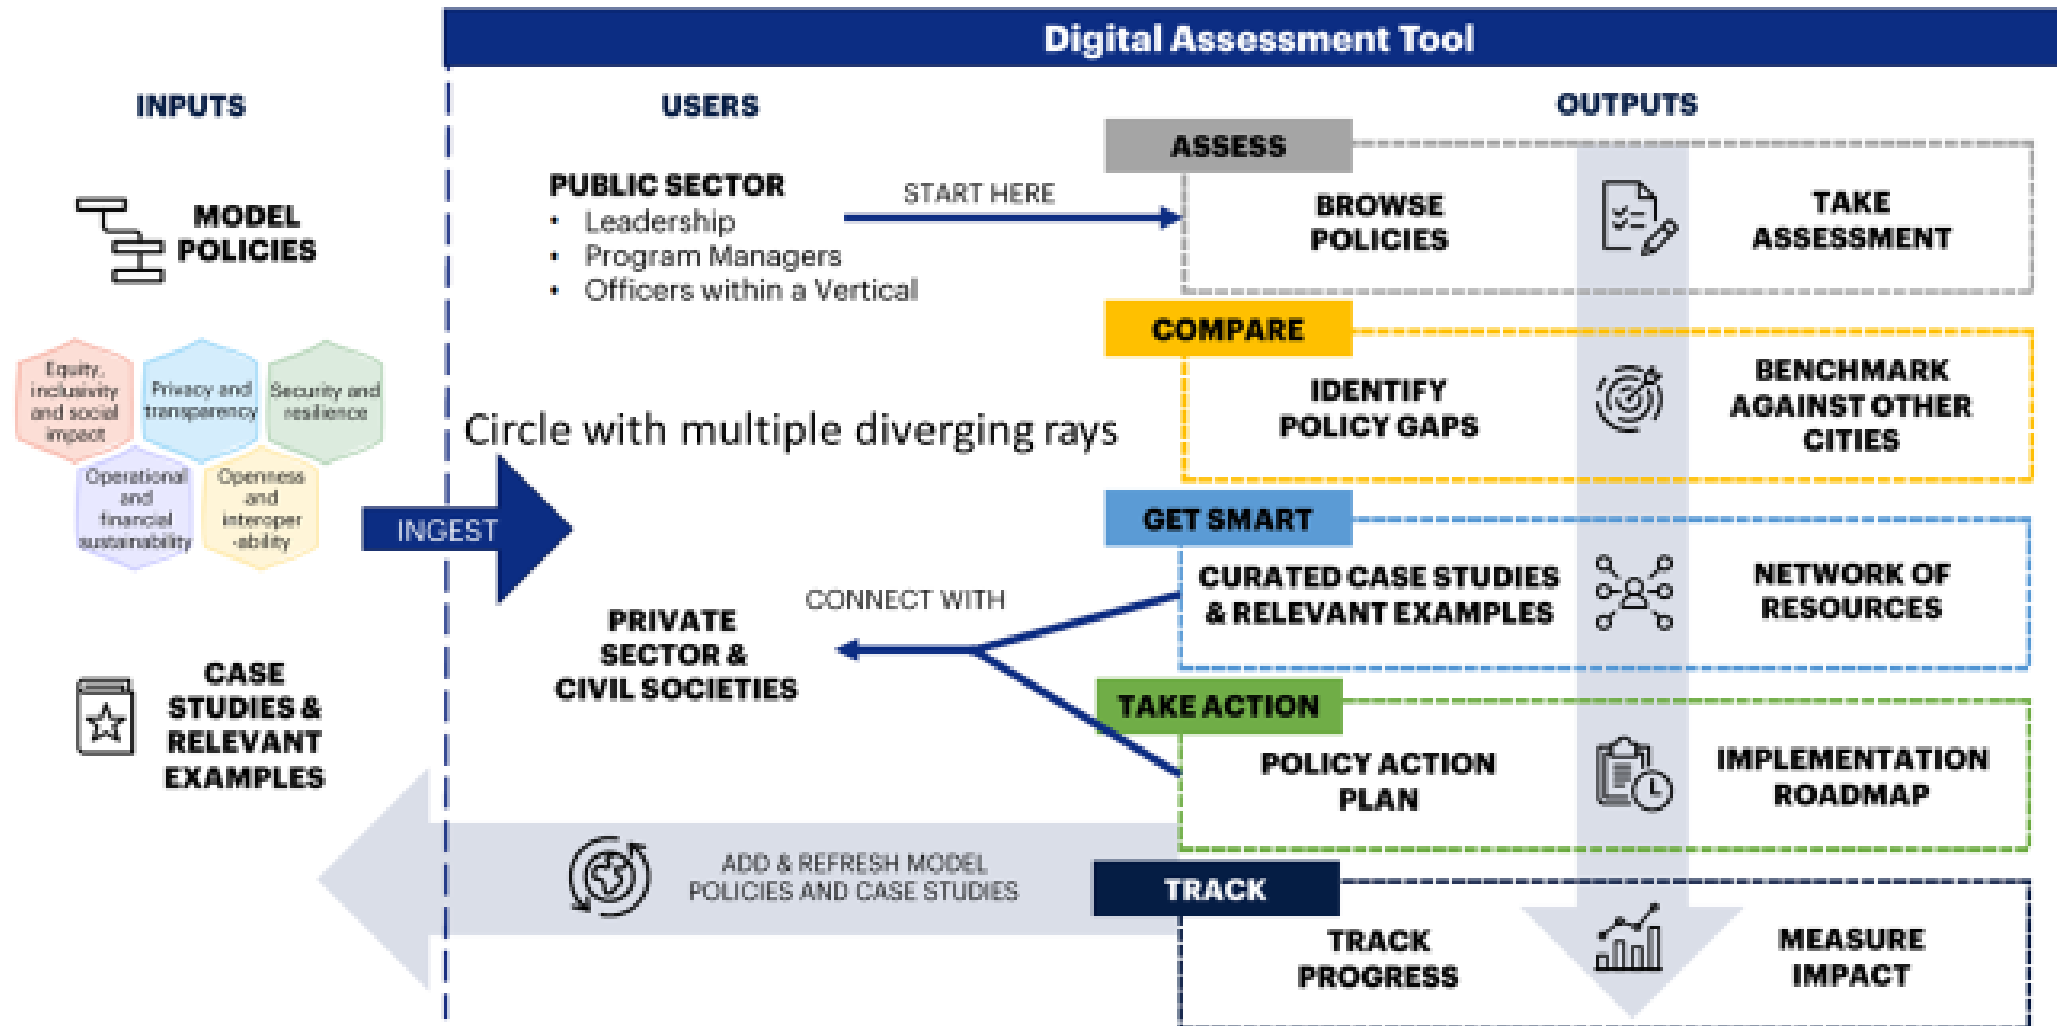 Digital Assessment Tool
INPUTS
USERS
OUTPUTS
MODEL
POLICIES
Equity,
inclusivity
and social
impact
Privacy and
transparency
Security and
resilience
Operational
and
financial
sustainability
Openness
and
interoper
-ability
CASE
STUDIES &
RELEVANT
EXAMPLES
INGEST
PUBLIC SECTOR
• Leadership
• Program Managers
• Officers within a Vertical
START HERE
Circle with multiple diverging rays
PRIVATE
SECTOR &
CIVIL SOCIETIES
CONNECT WITH
ADD & REFRESH MODEL
POLICIES AND CASE STUDIES
ASSESS
BROWSE
POLICIES
TAKE
ASSESSMENT
COMPARE
IDENTIFY
POLICY GAPS
BENCHMARK
AGAINST OTHER
CITIES
GET SMART
CURATED CASE STUDIES
& RELEVANT EXAMPLES
NETWORK OF
RESOURCES
TAKE ACTION
POLICY ACTION
PLAN
IMPLEMENTATION
ROADMAP
TRACK
TRACK
PROGRESS
MEASURE
IMPACT